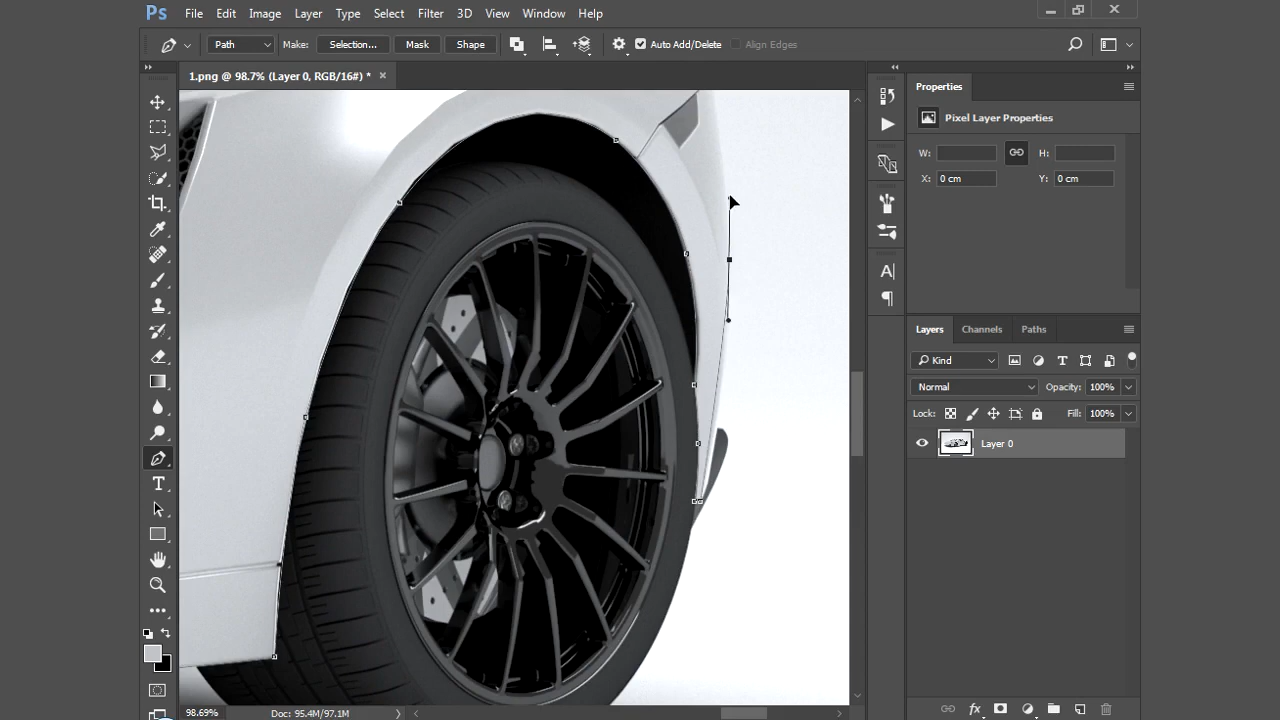 Ps File Edit Image Layer Type Select Filter 3D View Window Help
Path Make: Selection... Mask Shape Auto Add/Delete Align Edges
1.png @ 98.7% (Layer 0, RGB/16#) * ×
Properties
Pixel Layer Properties
W: H:
X: 0 cm Y: 0 cm
A|
Layers Channels Paths
Kind
Normal Opacity: 100%
Lock: Fill: 100%
Layer 0
T
98.69% Doc: 95.4M/97.1M
fx